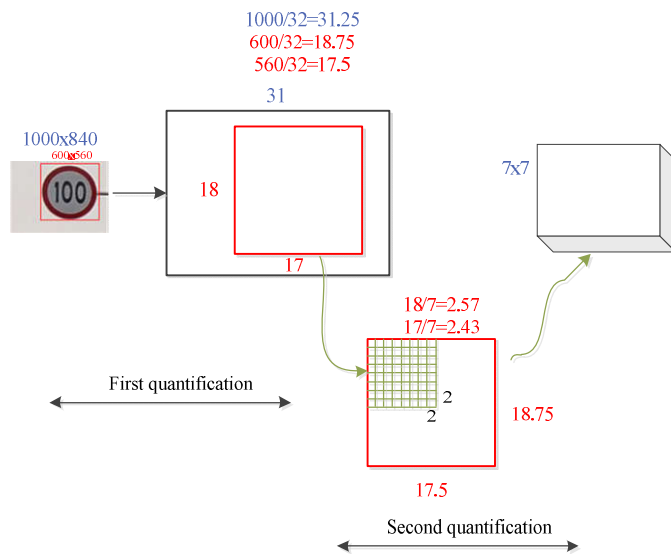 1000/32=31.25
600/32=18.75
560/32=17.5
31
1000x840
600x560
100
18
17
7x7
18/7=2.57
17/7=2.43
2
2
18.75
17.5
First quantification
Second quantification